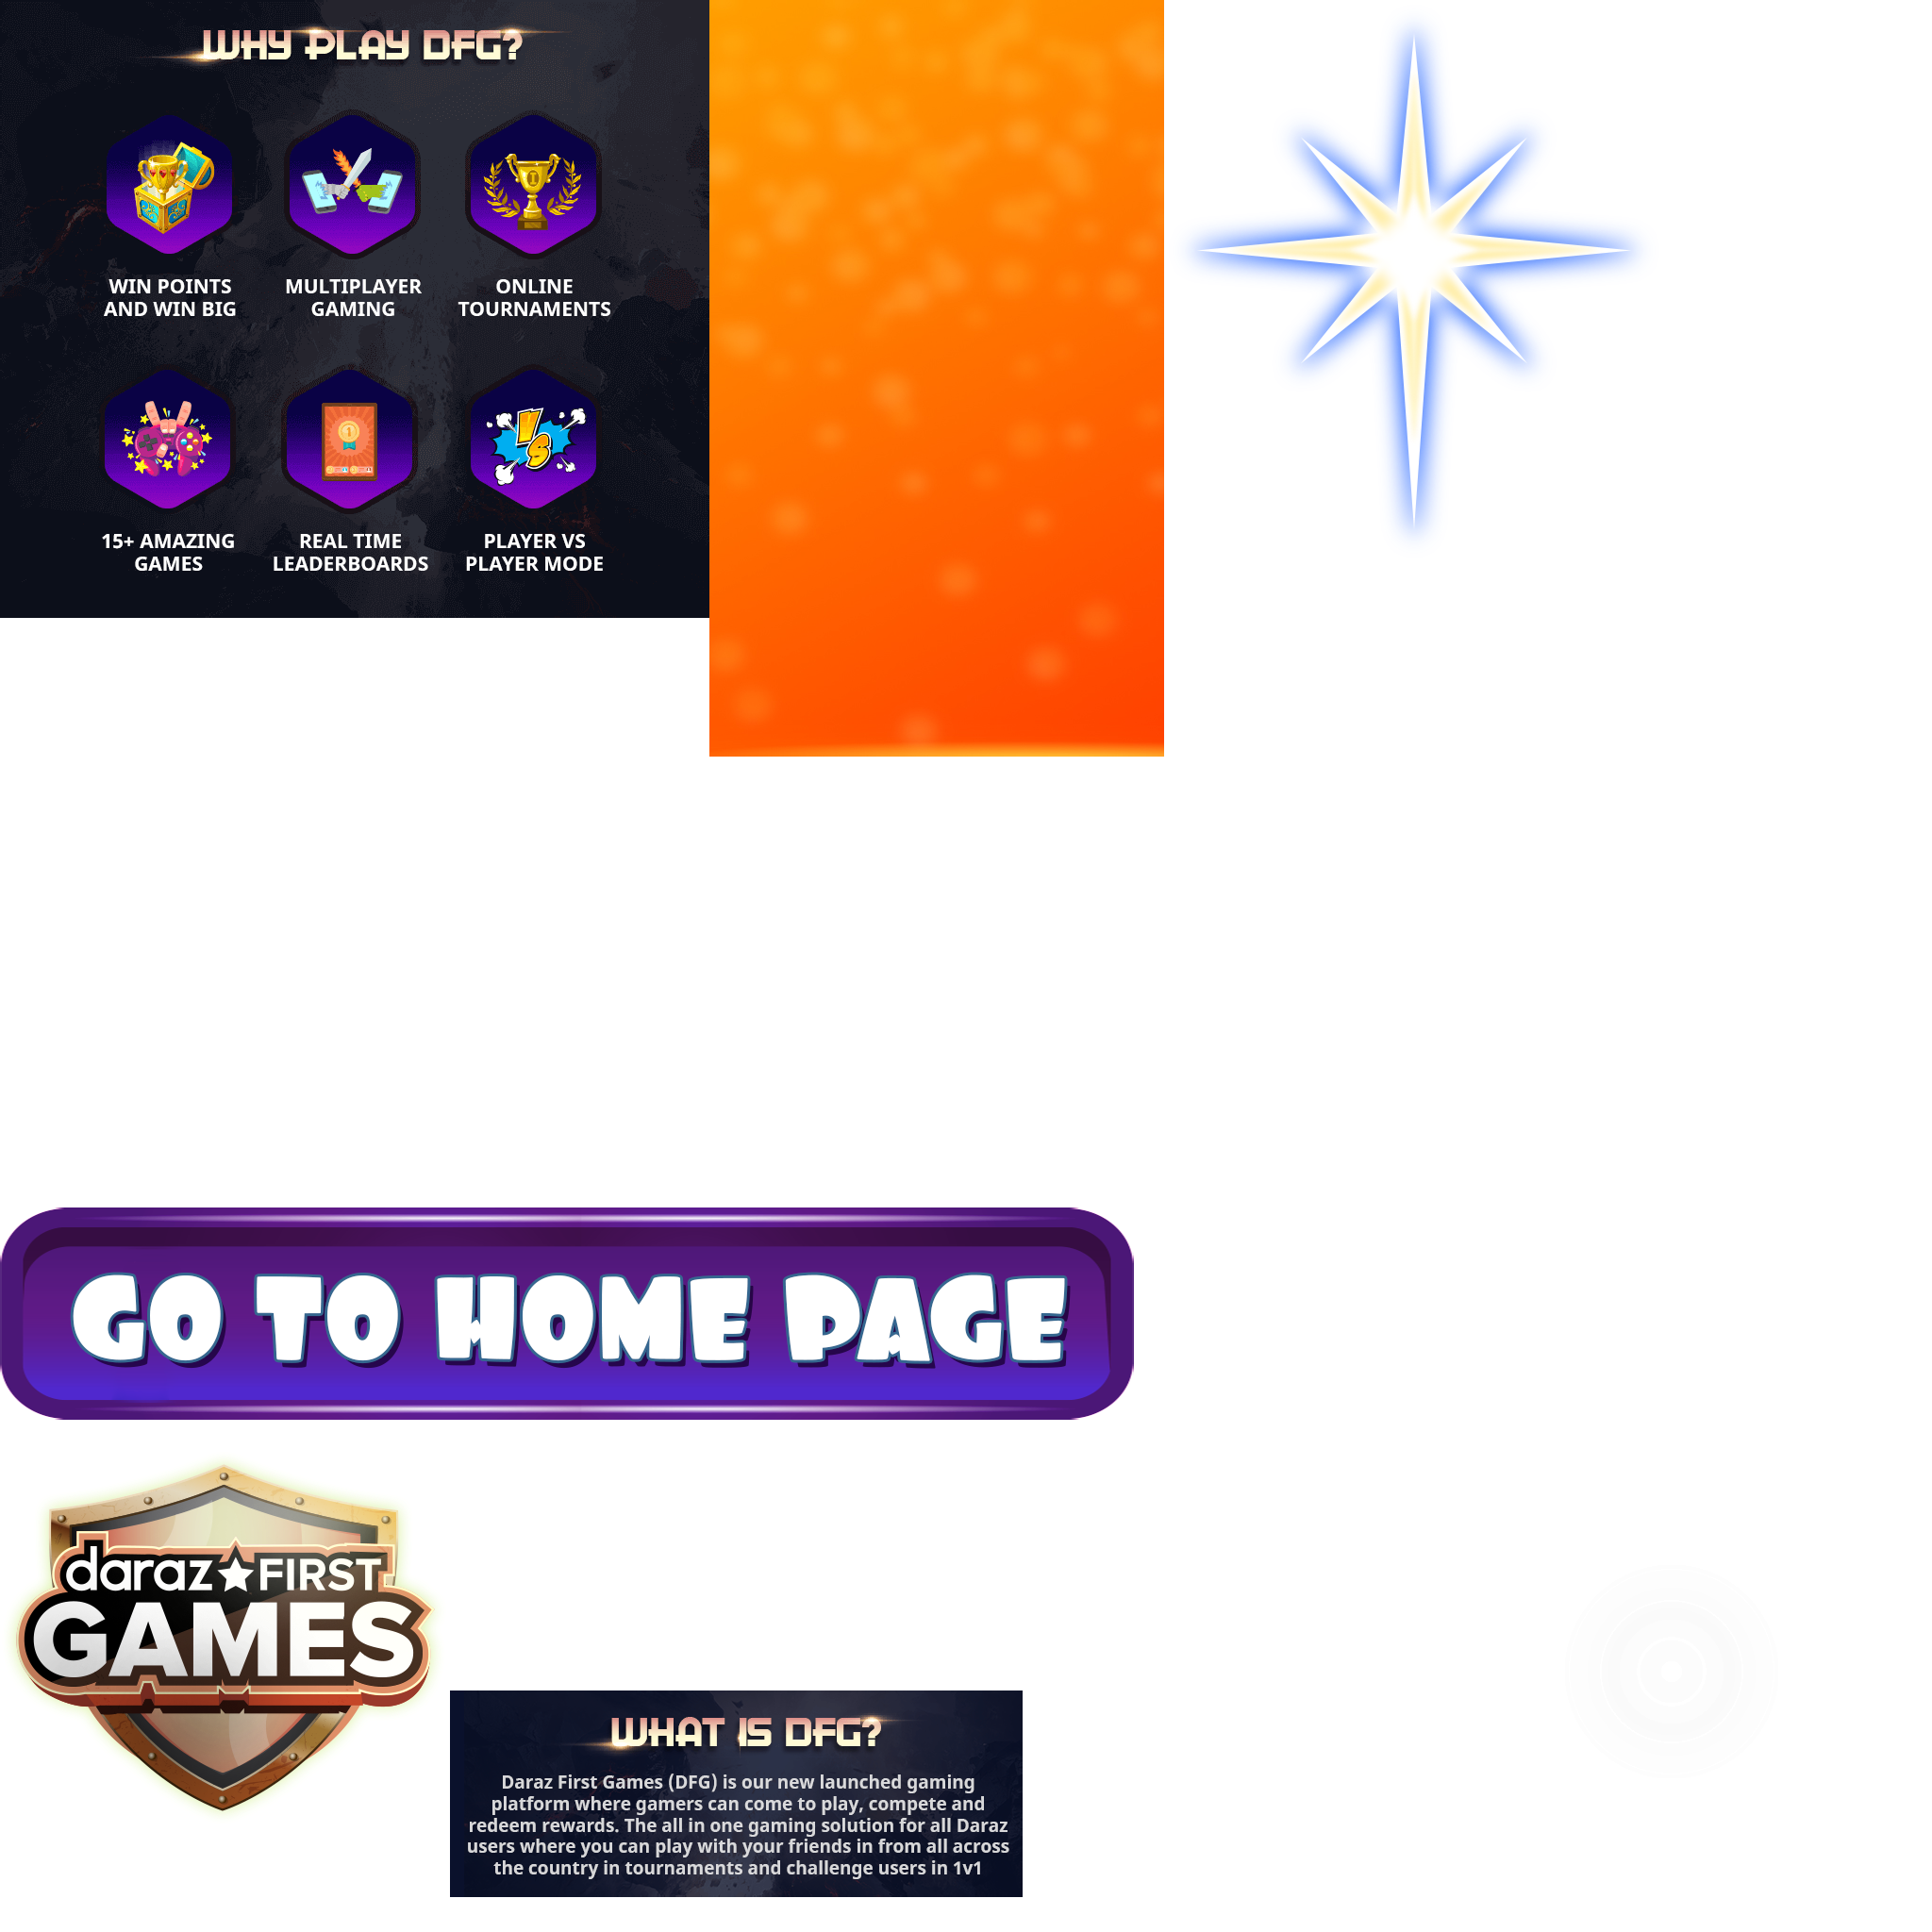 WHY PLAY DFG?
WIN POINTS
AND WIN BIG
MULTIPLAYER
GAMING
ONLINE
TOURNAMENTS
15+ AMAZING
GAMES
REAL TIME
LEADERBOARDS
PLAYER VS
PLAYER MODE
GO TO HOME PAGE
daraz FIRST
GAMES
WHAT IS DFG?
Daraz First Games (DFG) is our new launched gaming
platform where gamers can come to play, compete and
redeem rewards. The all in one gaming solution for all Daraz
users where you can play with your friends in from all across
the country in tournaments and challenge users in 1v1